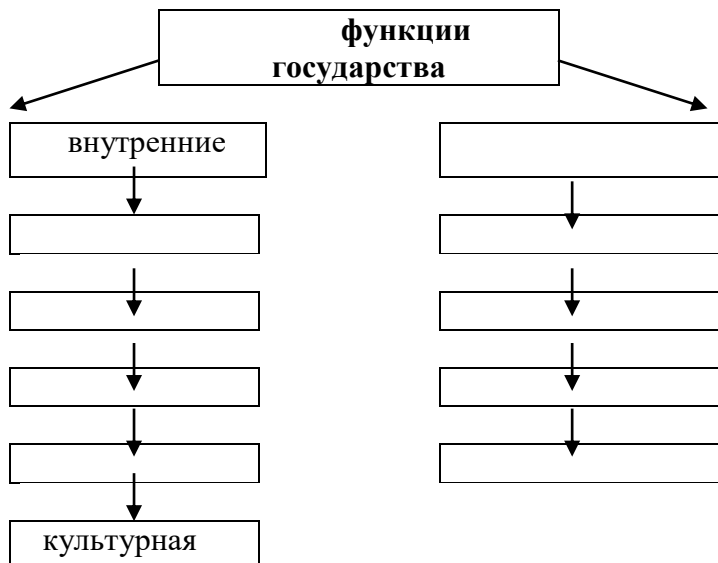 функции
государства
внутренние
культурная